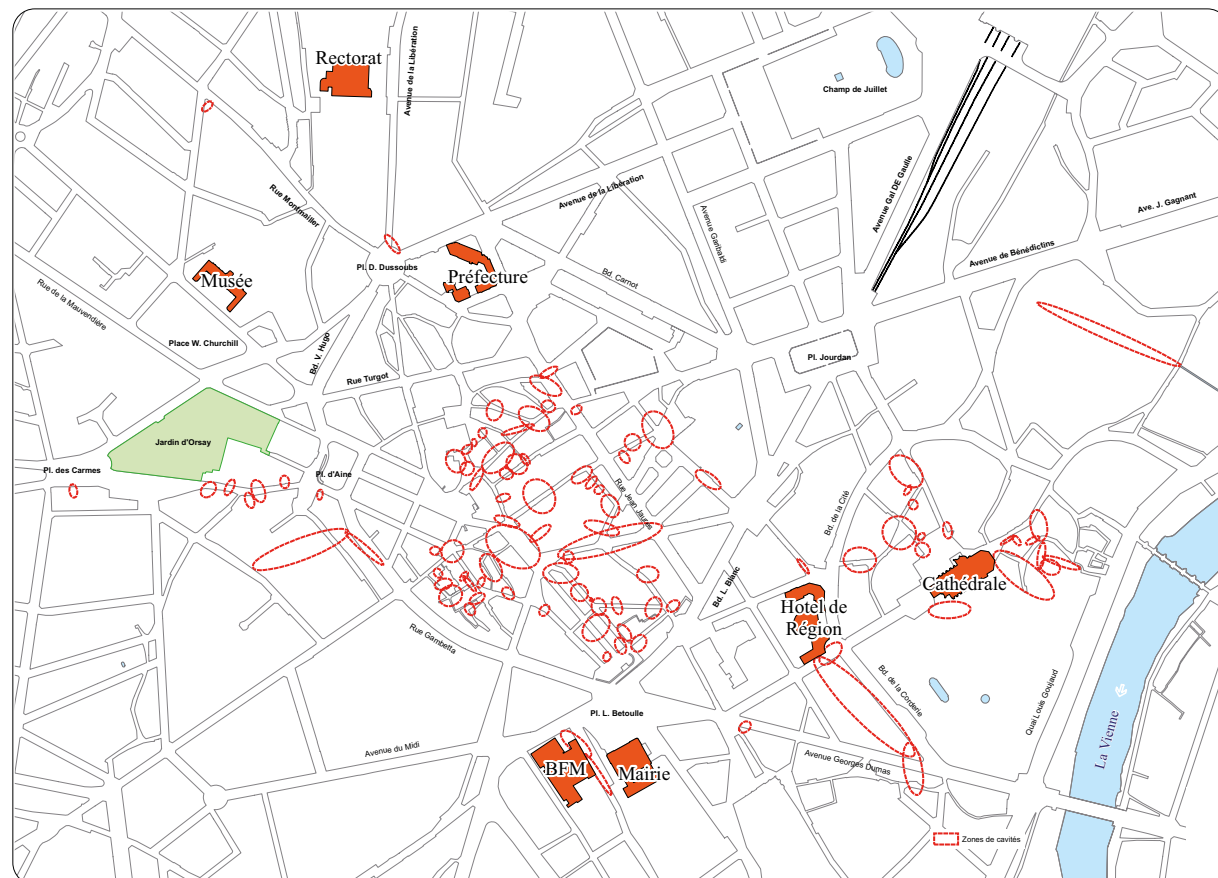 Rectorat
Avenue de la Libération
Champ de Juillet
Avenue Gal DE Gaulle
Rue Montmailler
Avenue de la Libération
Ave. J. Gagnant
Avenue Garibaldi
Avenue de Bénédictins
Pl. D. Dussoubs
Préfecture
Musée
Bd. Carnot
Rue de la Mauvendière
Place W. Churchill
Bd. V. Hugo
Pl. Jourdan
Rue Turgot
Jardin d'Orsay
Pl. des Carmes
Pl. d'Aine
Rue Jean Jaurès
Bd. de la Cité
Cathédrale
Bd. L. Blanc
Hotel de
Région
Rue Gambetta
Bd. de la Corderie
Quai Louis Goujaud
La Vienne
Pl. L. Betoulle
Avenue du Midi
Avenue Georges Dumas
BFM
Mairie
Zones de cavités